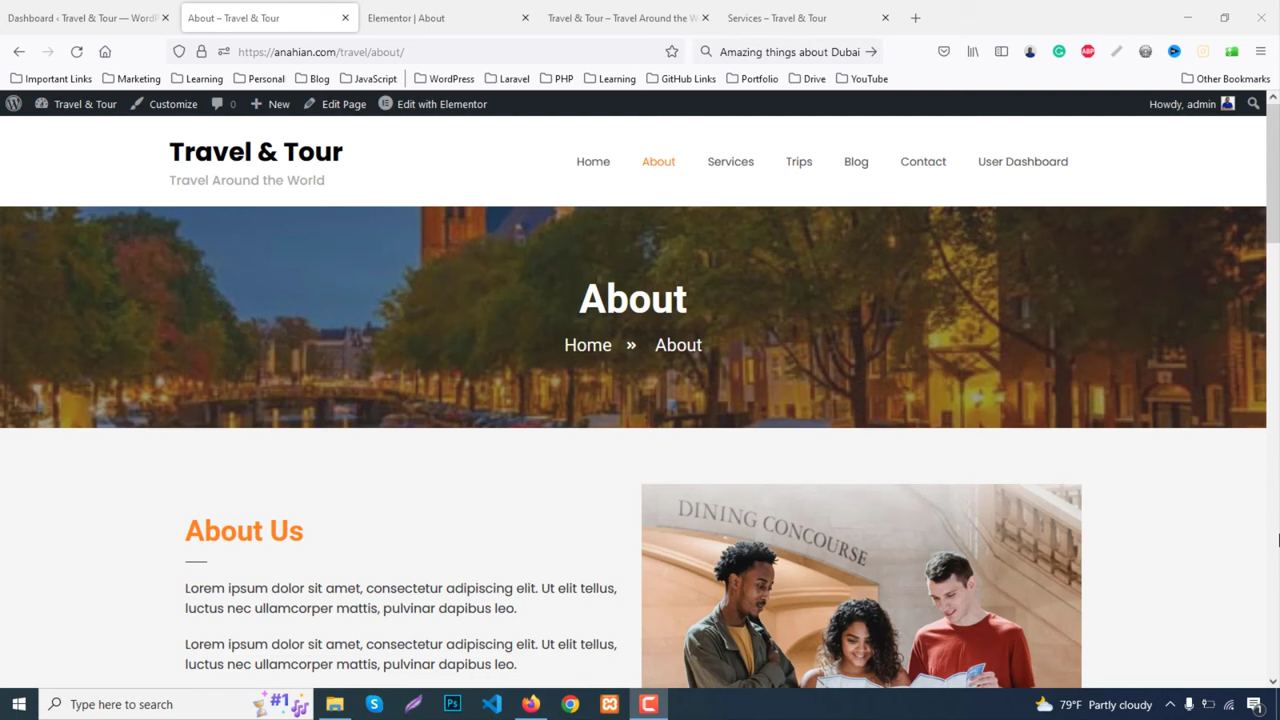 Dashboard ‹ Travel & Tour — WordP
About – Travel & Tour
Elementor | About
Travel & Tour – Travel Around the W
Services – Travel & Tour
https://anahian.com/travel/about/
Amazing things about Dubai
Important Links
Marketing
Learning
Personal
Blog
JavaScript
WordPress
Laravel
PHP
Learning
GitHub Links
Portfolio
Drive
YouTube
Other Bookmarks
Travel & Tour
Customize
0
New
Edit Page
Edit with Elementor
Howdy, admin
Travel & Tour
Travel Around the World
Home
About
Services
Trips
Blog
Contact
User Dashboard
About
Home » About
About Us
Lorem ipsum dolor sit amet, consectetur adipiscing elit. Ut elit tellus,
luctus nec ullamcorper mattis, pulvinar dapibus leo.
Lorem ipsum dolor sit amet, consectetur adipiscing elit. Ut elit tellus,
luctus nec ullamcorper mattis, pulvinar dapibus leo.
DINING CONCOURSE
Type here to search
#1
79°F Partly cloudy